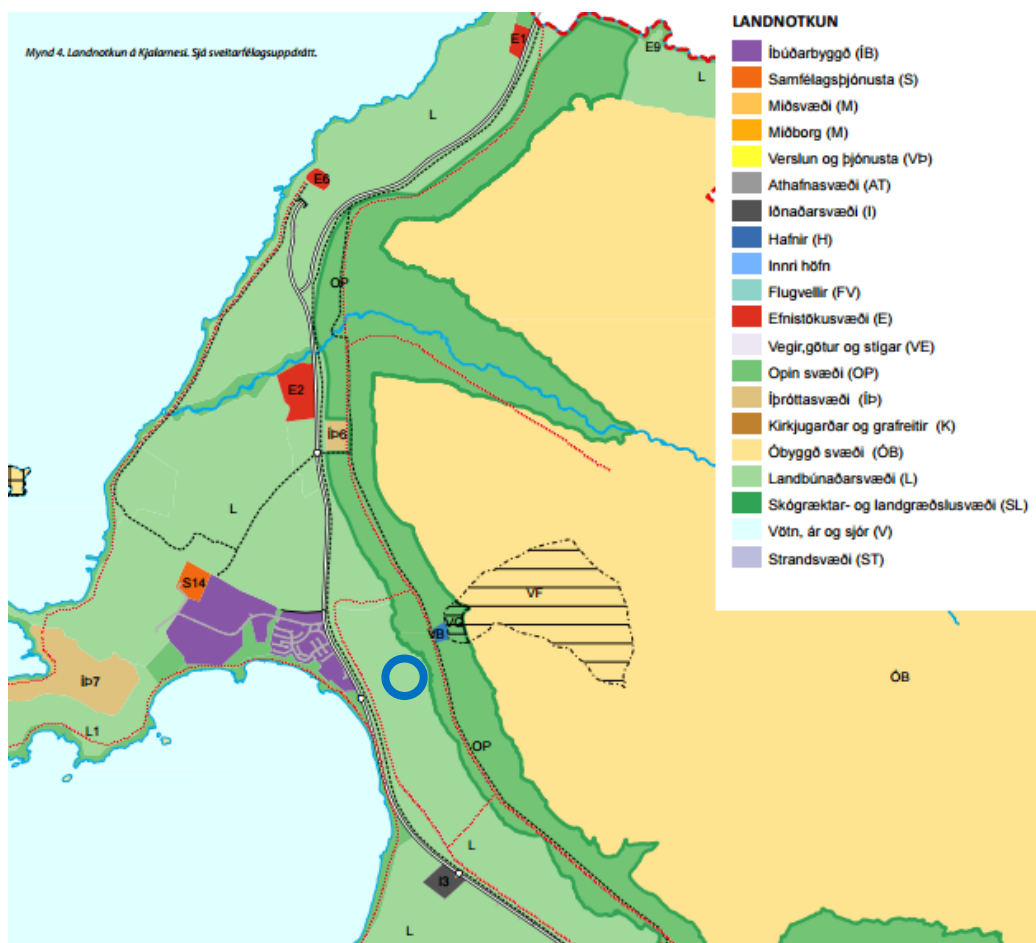 Mynd 4. Landnotkun á Kjalarnesi. Sjá sveitarfélagsuppdrátt.
E1
E9
L
L
E6
OP
E2
ÍÞ6
L
S14
VF
VG
VB
ÍÞ7
ÓB
L1
OP
L
I3
L
LANDNOTKUN
Íbúðarbyggð (ÍB)
Samfélagsþjónusta (S)
Miðsvæði (M)
Miðborg (M)
Verslun og þjónusta (VÞ)
Athafnasvæði (AT)
Iðnaðarsvæði (I)
Hafnir (H)
Innri höfn
Flugvellir (FV)
Efnistökusvæði (E)
Vegir,götur og stígar (VE)
Opin svæði (OP)
Íþróttasvæði (ÍÞ)
Kirkjugarðar og grafreitir (K)
Óbyggð svæði (ÓB)
Landbúnaðarsvæði (L)
Skógræktar- og landgræðslusvæði (SL)
Vötn, ár og sjór (V)
Strandsvæði (ST)